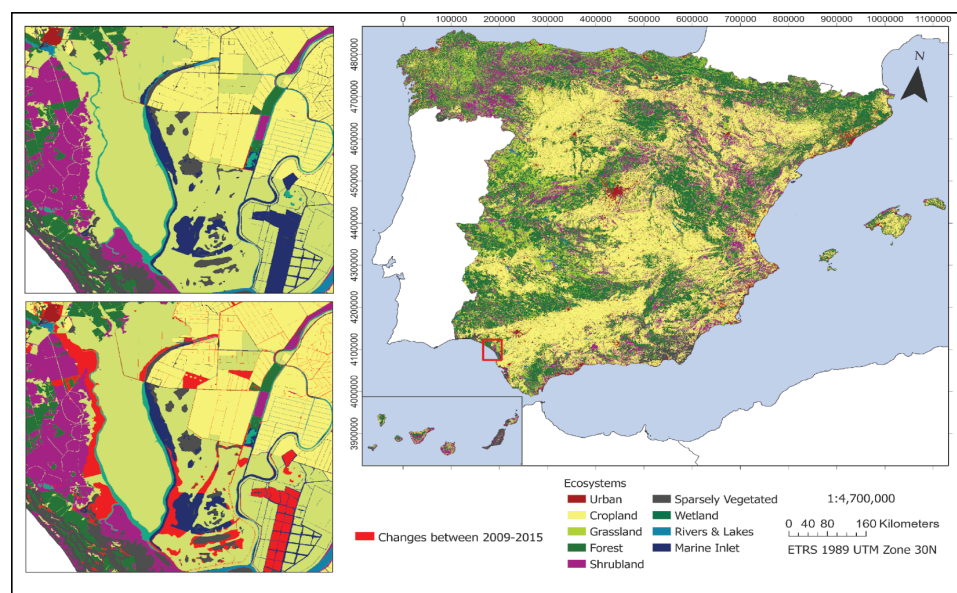 0 100000 200000 300000 400000 500000 600000 700000 800000 900000 1000000 1100000
4800000
4700000
4600000
4500000
4400000
4300000
4200000
4100000
4000000
3900000
N
Ecosystems
Urban
Cropland
Grassland
Forest
Shrubland
Sparsely Vegetated
Wetland
Rivers & Lakes
Marine Inlet
Changes between 2009-2015
1:4,700,000
0 40 80 160 Kilometers
ETRS 1989 UTM Zone 30N